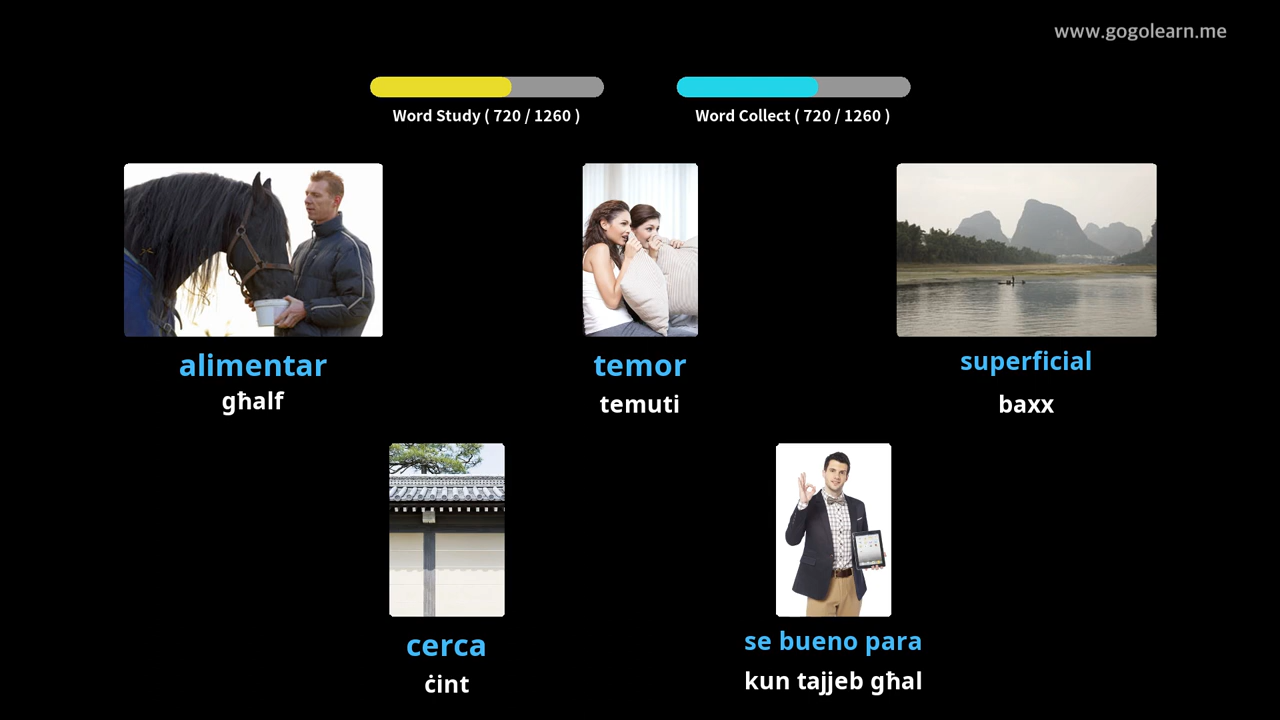 www.gogolearn.me
Word Study ( 720 / 1260 )
Word Collect ( 720 / 1260 )
alimentar
għalf
temor
temuti
superficial
baxx
cerca
ċint
se bueno para
kun tajjeb għal